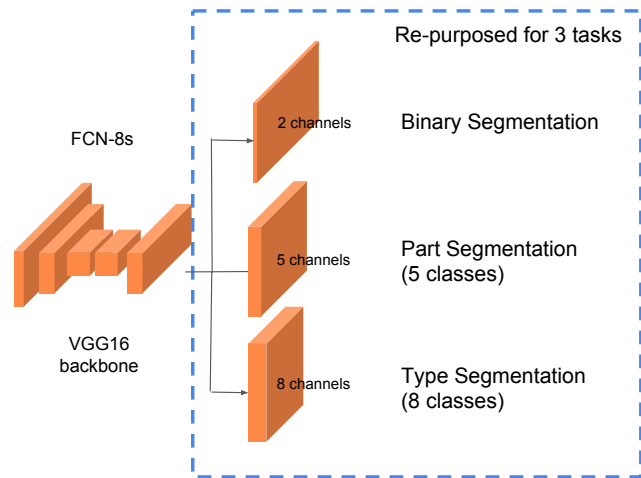 Re-purposed for 3 tasks
FCN-8s
2 channels
Binary Segmentation
5 channels
Part Segmentation
(5 classes)
VGG16
backbone
8 channels
Type Segmentation
(8 classes)